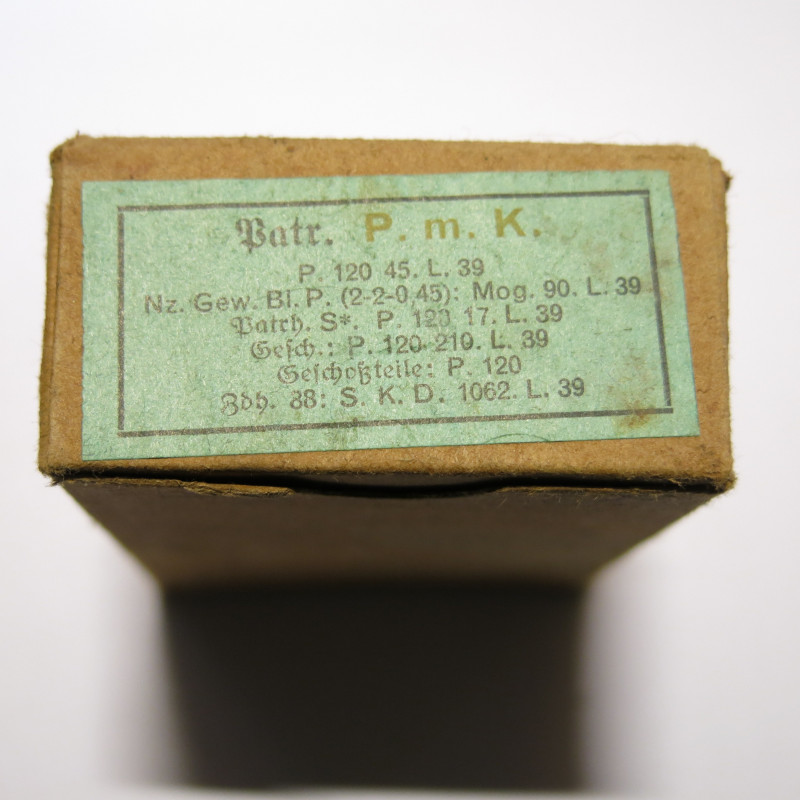 Patr. P. m. K.
P. 120 45. L. 39
Nz. Gew. Bl. P. (2·2·0,45): Mog. 90. L. 39
Patrh. S*. P. 120 17. L. 39
Gesch.: P. 120 210. L. 39
Geschoßteile: P. 120
Zdh. 88: S. K. D. 1062. L. 39